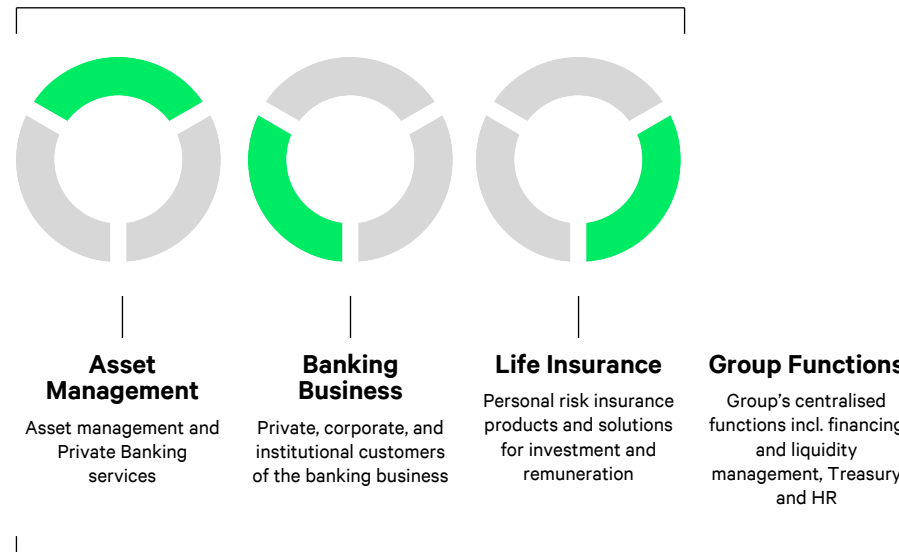 Asset
Management
Asset management and
Private Banking
services
Banking
Business
Private, corporate, and
institutional customers
of the banking business
Life Insurance
Personal risk insurance
products and solutions
for investment and
remuneration
Group Functions
Group's centralised
functions incl. financing
and liquidity
management, Treasury
and HR